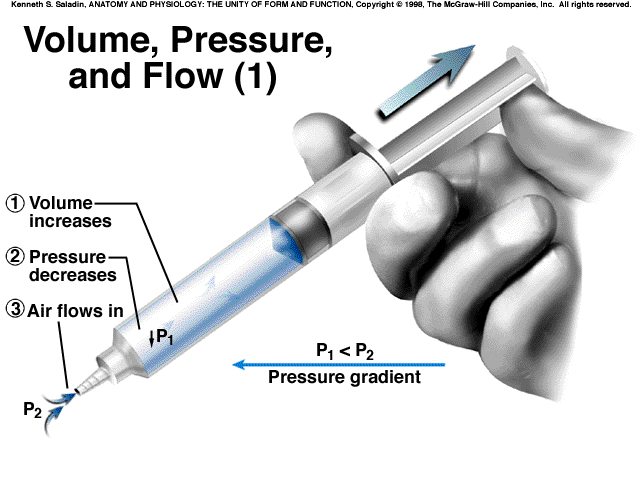 Kenneth S. Saladin, ANATOMY AND PHYSIOLOGY: THE UNITY OF FORM AND FUNCTION, Copyright © 1998, The McGraw-Hill Companies, Inc. All rights reserved.
Volume, Pressure,
and Flow (1)
① Volume
increases
② Pressure
decreases
③ Air flows in
↓P₁
P₂
P₁ < P₂
Pressure gradient